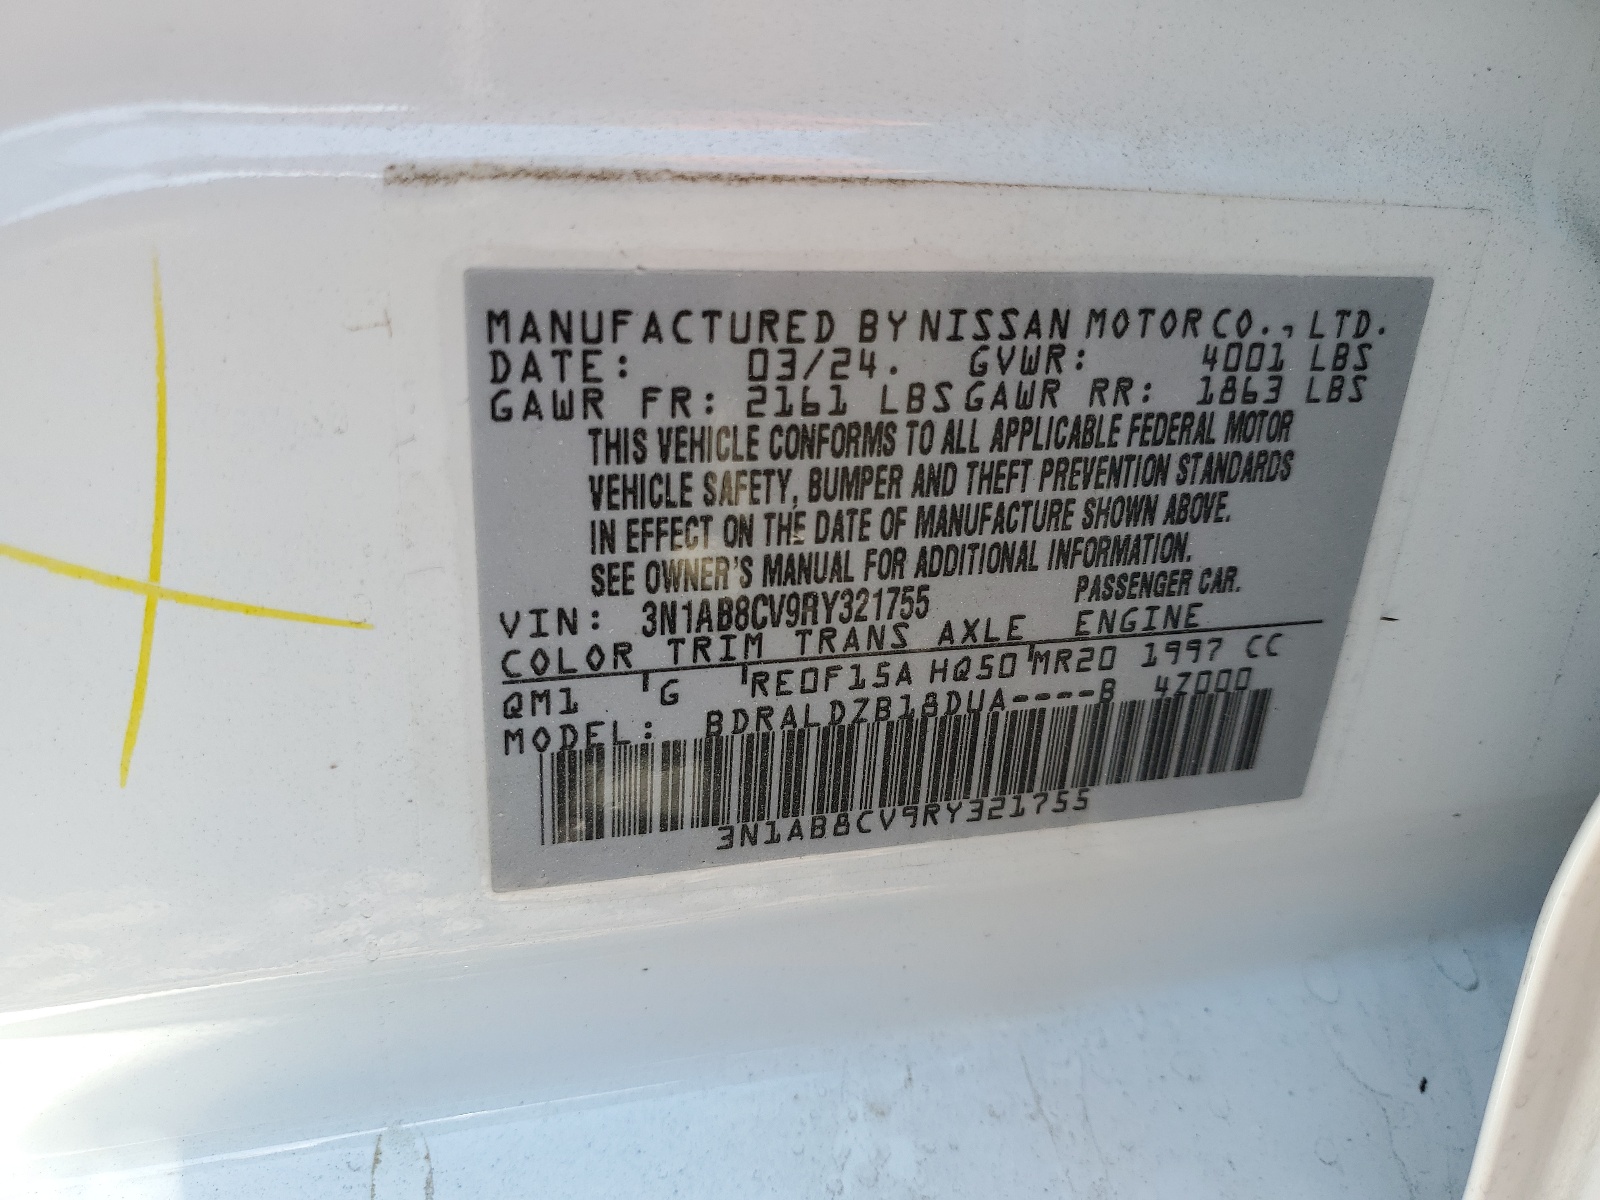 MANUFACTURED BY NISSAN MOTOR CO., LTD.
DATE: 03/24. GVWR: 4001 LBS
GAWR FR: 2161 LBS GAWR RR: 1863 LBS
THIS VEHICLE CONFORMS TO ALL APPLICABLE FEDERAL MOTOR
VEHICLE SAFETY, BUMPER AND THEFT PREVENTION STANDARDS
IN EFFECT ON THE DATE OF MANUFACTURE SHOWN ABOVE.
SEE OWNER'S MANUAL FOR ADDITIONAL INFORMATION.
VIN: 3N1AB8CV9RY321755 PASSENGER CAR.
COLOR TRIM TRANS AXLE ENGINE
QM1 G RE0F15A HQ50 MR20 1997 CC
MODEL: BDRALDZB18DUA----B 4Z000
3N1AB8CV9RY321755